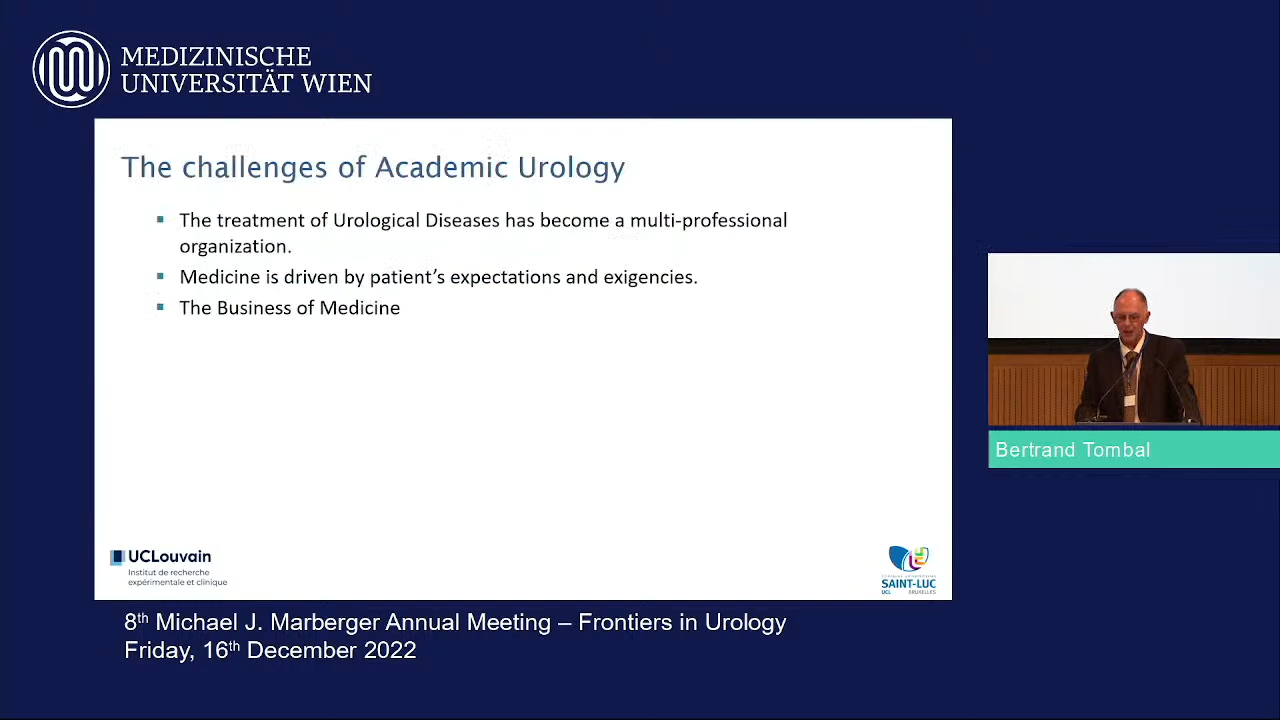 MEDIZINISCHE
UNIVERSITÄT WIEN
The challenges of Academic Urology
▪ The treatment of Urological Diseases has become a multi-professional
organization.
▪ Medicine is driven by patient’s expectations and exigencies.
▪ The Business of Medicine
Bertrand Tombal
UCLouvain
Institut de recherche
expérimentale et clinique
SAINT-LUC
UCL BRUXELLES
8th Michael J. Marberger Annual Meeting – Frontiers in Urology
Friday, 16th December 2022